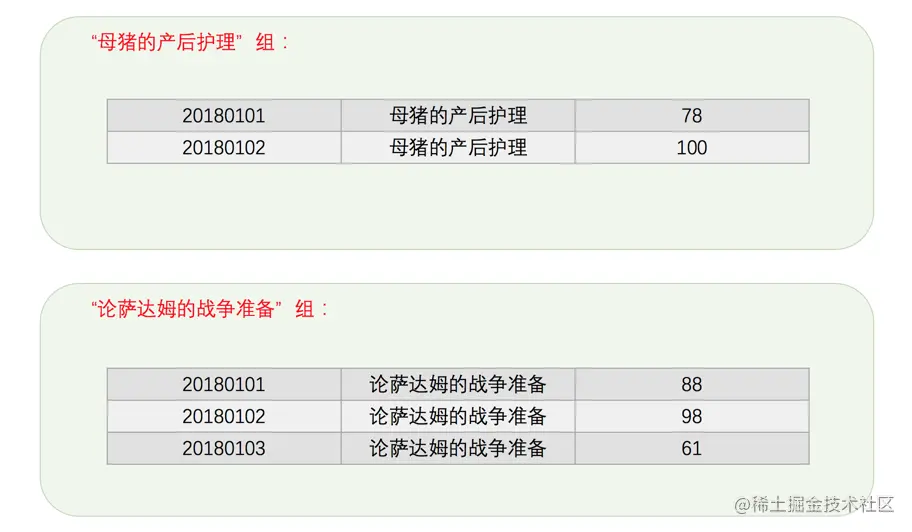 “母猪的产后护理” 组：
20180101 母猪的产后护理 78
20180102 母猪的产后护理 100
“论萨达姆的战争准备” 组：
20180101 论萨达姆的战争准备 88
20180102 论萨达姆的战争准备 98
20180103 论萨达姆的战争准备 61
@稀土掘金技术社区